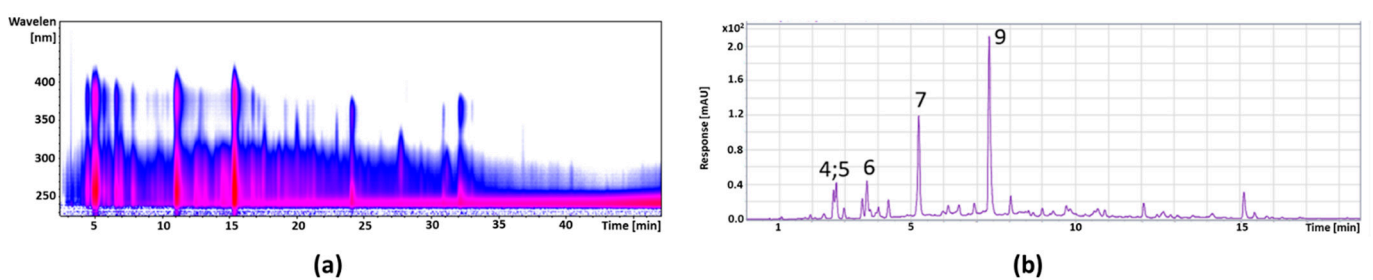 Wavelen
[nm]
400
350
300
250
5 10 15 20 25 30 35 40 Time [min]
(a)
x10²
2.0
1.6
1.2
0.8
0.4
0.0
Response [mAU]
4;5
6
7
9
1 5 10 15 Time [min]
(b)